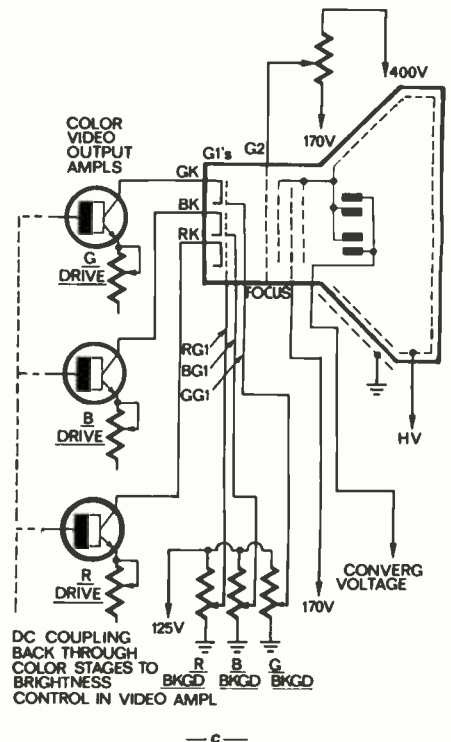 400V
170V
COLOR
VIDEO
OUTPUT
AMPLS
G1's
G2
GK
BK
RK
G
DRIVE
FOCUS
RG1
BG1
GG1
B
DRIVE
HV
R
DRIVE
125V
170V
CONVERG
VOLTAGE
DC COUPLING
BACK THROUGH
COLOR STAGES TO
BRIGHTNESS
CONTROL IN VIDEO AMPL
R
BKGD
B
BKGD
G
BKGD
— C —